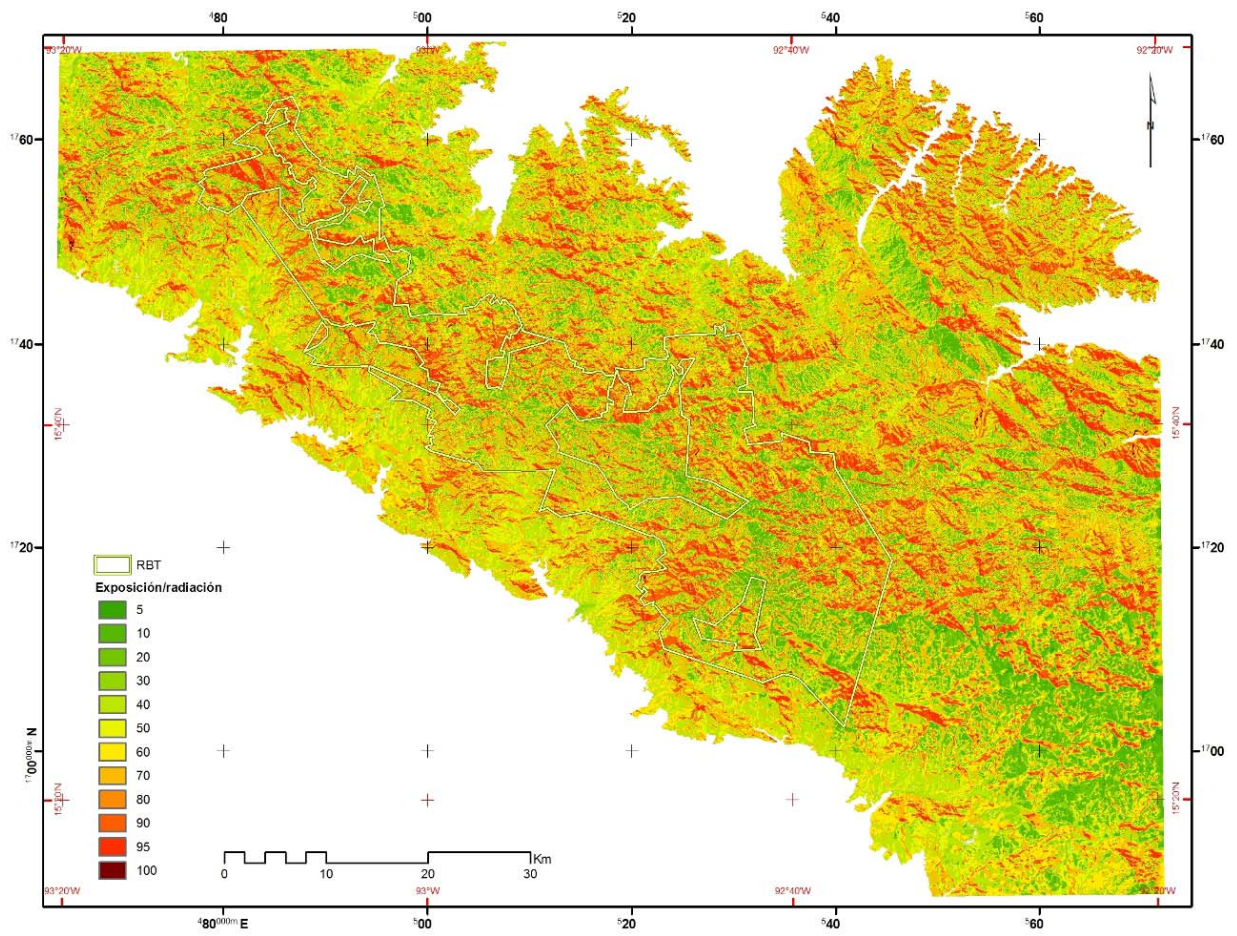 ⁴80 ⁵00 ⁵20 ⁵40 ⁵60
93°20'W 93°W 92°40'W 92°20'W
N
¹⁷60 ¹⁷60
¹⁷40 ¹⁷40
15°40'N 15°40'N
¹⁷20 ¹⁷20
RBT
Exposición/radiación
5
10
20
30
40
50
60
70
80
90
95
100
¹⁷00⁰⁰⁰ᵐ N ¹⁷00
15°20'N 15°20'N
Km
0 10 20 30
93°20'W 93°W 92°40'W 92°20'W
⁴80⁰⁰⁰ᵐ E ⁵00 ⁵20 ⁵40 ⁵60